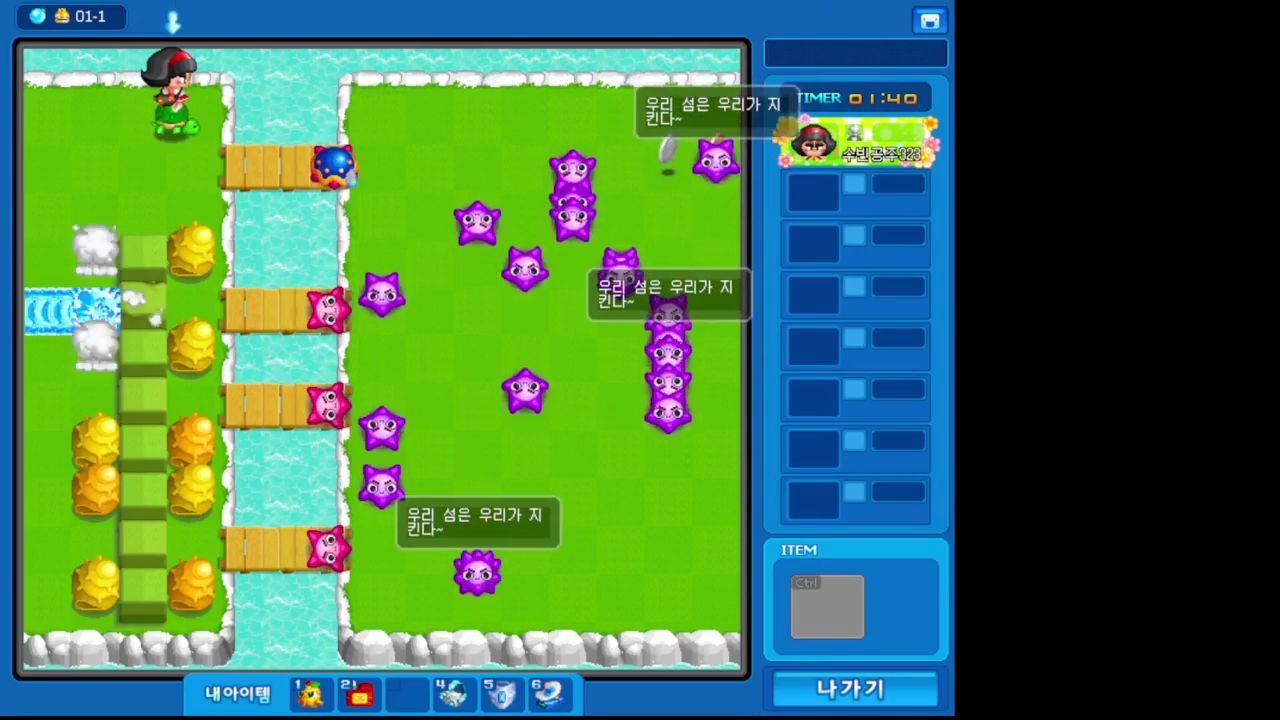 01-1
우리 섬은 우리가 지
킨다~
TIMER 01:40
수빈공주323
우리 섬은 우리가 지
킨다~
우리 섬은 우리가 지
킨다~
ITEM
Ctrl
내아이템 1 2 4 5 6
나가기